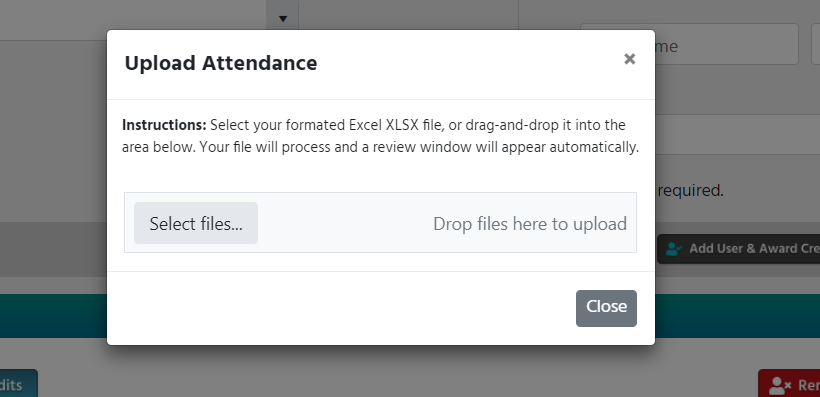 me
Upload Attendance
×
Instructions: Select your formated Excel XLSX file, or drag-and-drop it into the
area below. Your file will process and a review window will appear automatically.
required.
Select files...
Drop files here to upload
Add User & Award Cre
Close
dits
Rer